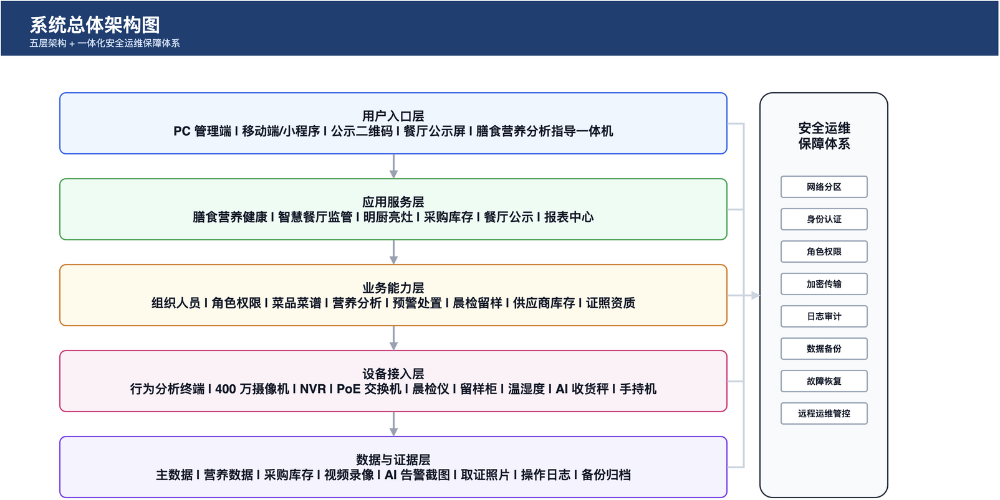 系统总体架构图
五层架构 + 一体化安全运维保障体系
用户入口层
PC 管理端 | 移动端/小程序 | 公示二维码 | 餐厅公示屏 | 膳食营养分析指导一体机
应用服务层
膳食营养健康 | 智慧餐厅监管 | 明厨亮灶 | 采购库存 | 餐厅公示 | 报表中心
业务能力层
组织人员 | 角色权限 | 菜品菜谱 | 营养分析 | 预警处置 | 晨检留样 | 供应商库存 | 证照资质
设备接入层
行为分析终端 | 400 万摄像机 | NVR | PoE 交换机 | 晨检仪 | 留样柜 | 温湿度 | AI 收货秤 | 手持机
数据与证据层
主数据 | 营养数据 | 采购库存 | 视频录像 | AI 告警截图 | 取证照片 | 操作日志 | 备份归档
安全运维
保障体系
网络分区
身份认证
角色权限
加密传输
日志审计
数据备份
故障恢复
远程运维管控